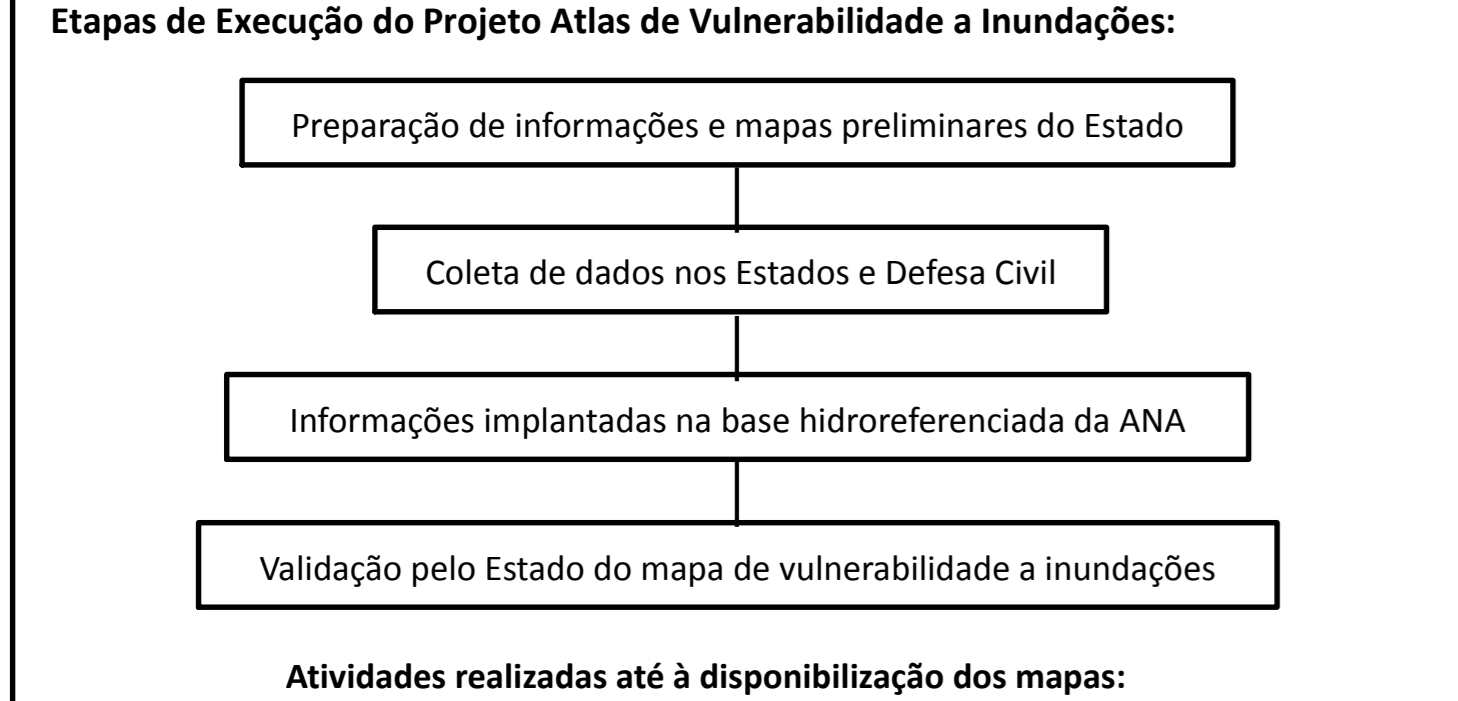 Etapas de Execução do Projeto Atlas de Vulnerabilidade a Inundações:
Preparação de informações e mapas preliminares do Estado
Coleta de dados nos Estados e Defesa Civil
Informações implantadas na base hidroreferenciada da ANA
Validação pelo Estado do mapa de vulnerabilidade a inundações
Atividades realizadas até à disponibilização dos mapas: